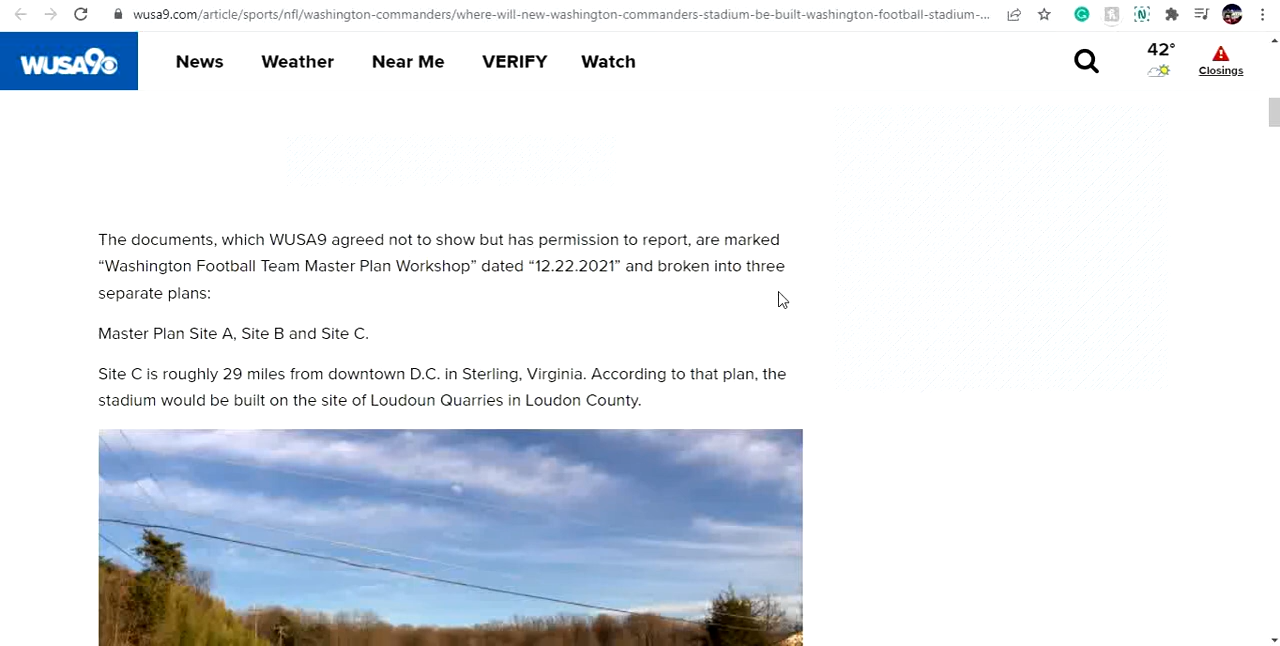 wusa9.com/article/sports/nfl/washington-commanders/where-will-new-washington-commanders-stadium-be-built-washington-football-stadium-...
WUSA9 News Weather Near Me VERIFY Watch 42° Closings
The documents, which WUSA9 agreed not to show but has permission to report, are marked
“Washington Football Team Master Plan Workshop” dated “12.22.2021” and broken into three
separate plans:
Master Plan Site A, Site B and Site C.
Site C is roughly 29 miles from downtown D.C. in Sterling, Virginia. According to that plan, the
stadium would be built on the site of Loudoun Quarries in Loudon County.